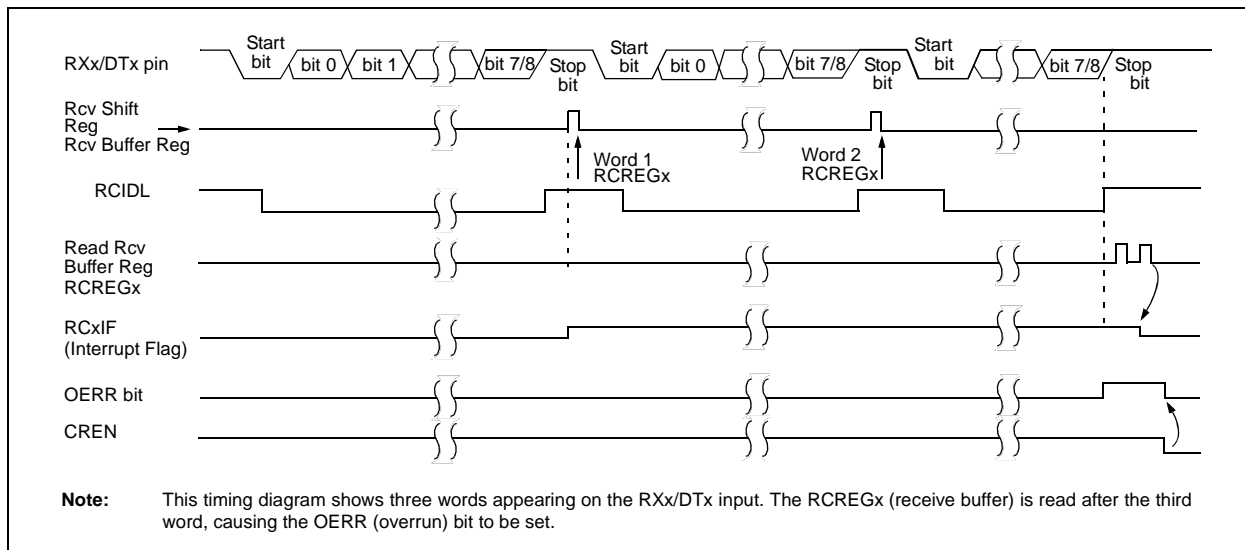 Start
bit
bit 0
bit 1
bit 7/8
Stop
bit
Start
bit
bit 0
bit 7/8
Stop
bit
Start
bit
bit 7/8
Stop
bit
RXx/DTx pin
Rcv Shift
Reg
Rcv Buffer Reg
Word 1
RCREGx
Word 2
RCREGx
RCIDL
Read Rcv
Buffer Reg
RCREGx
RCxIF
(Interrupt Flag)
OERR bit
CREN
Note: This timing diagram shows three words appearing on the RXx/DTx input. The RCREGx (receive buffer) is read after the third
word, causing the OERR (overrun) bit to be set.